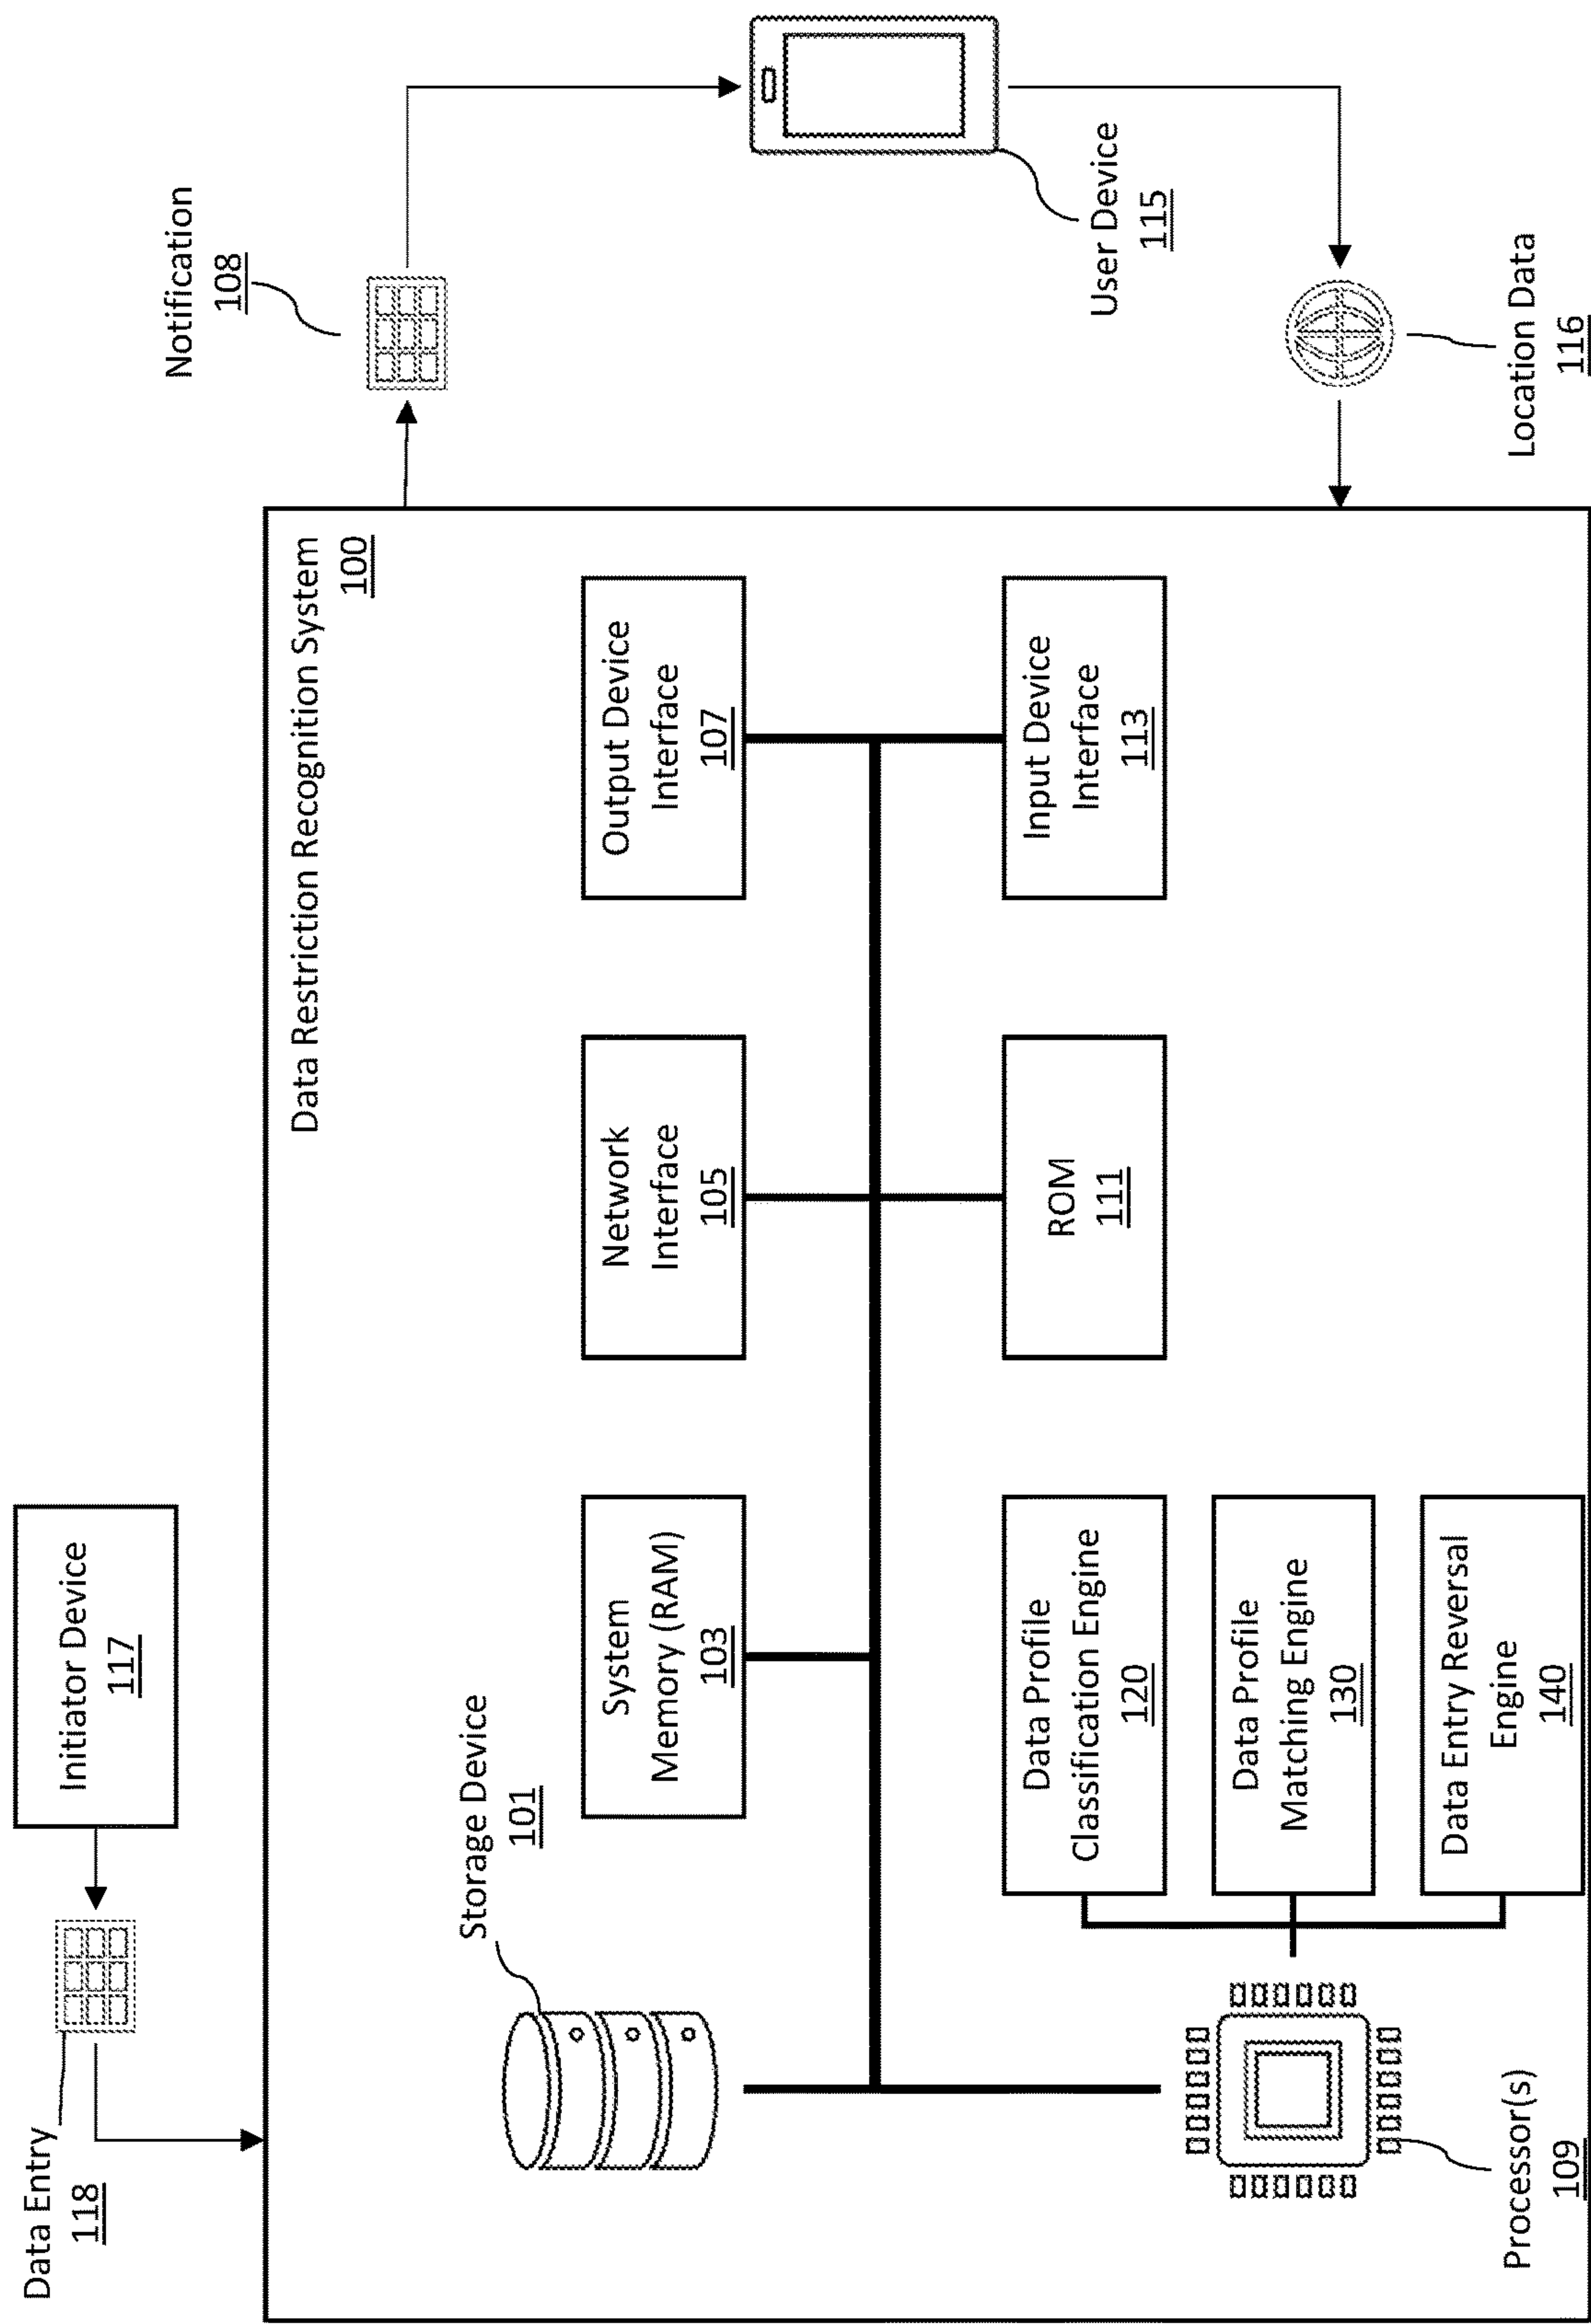 Data Entry
118
Initiator Device
117
Notification
108
Data Restriction Recognition System
100
Storage Device
101
System
Memory (RAM)
103
Network
Interface
105
Output Device
Interface
107
User Device
115
Data Profile
Classification Engine
120
ROM
111
Input Device
Interface
113
Data Profile
Matching Engine
130
Data Entry Reversal
Engine
140
Processor(s)
109
Location Data
116